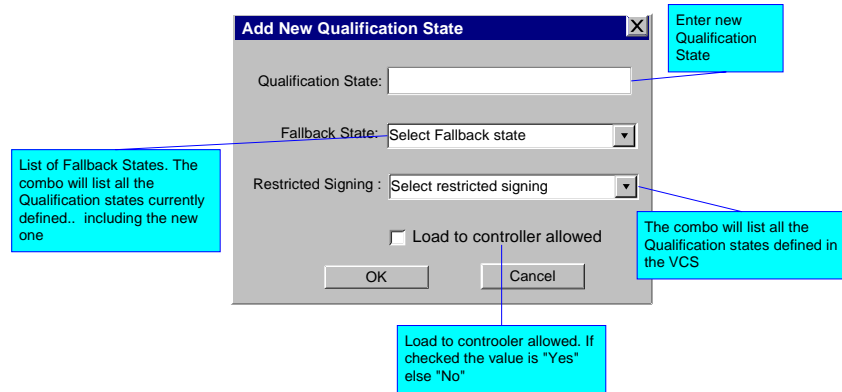 Add New Qualification State
X
Enter new
Qualification
State
Qualification State:
Fallback State:
Select Fallback state
List of Fallback States. The
combo will list all the
Qualification states currently
defined.. including the new
one
Restricted Signing :
Select restricted signing
The combo will list all the
Qualification states defined in
the VCS
Load to controller allowed
OK
Cancel
Load to controoler allowed. If
checked the value is "Yes"
else "No"